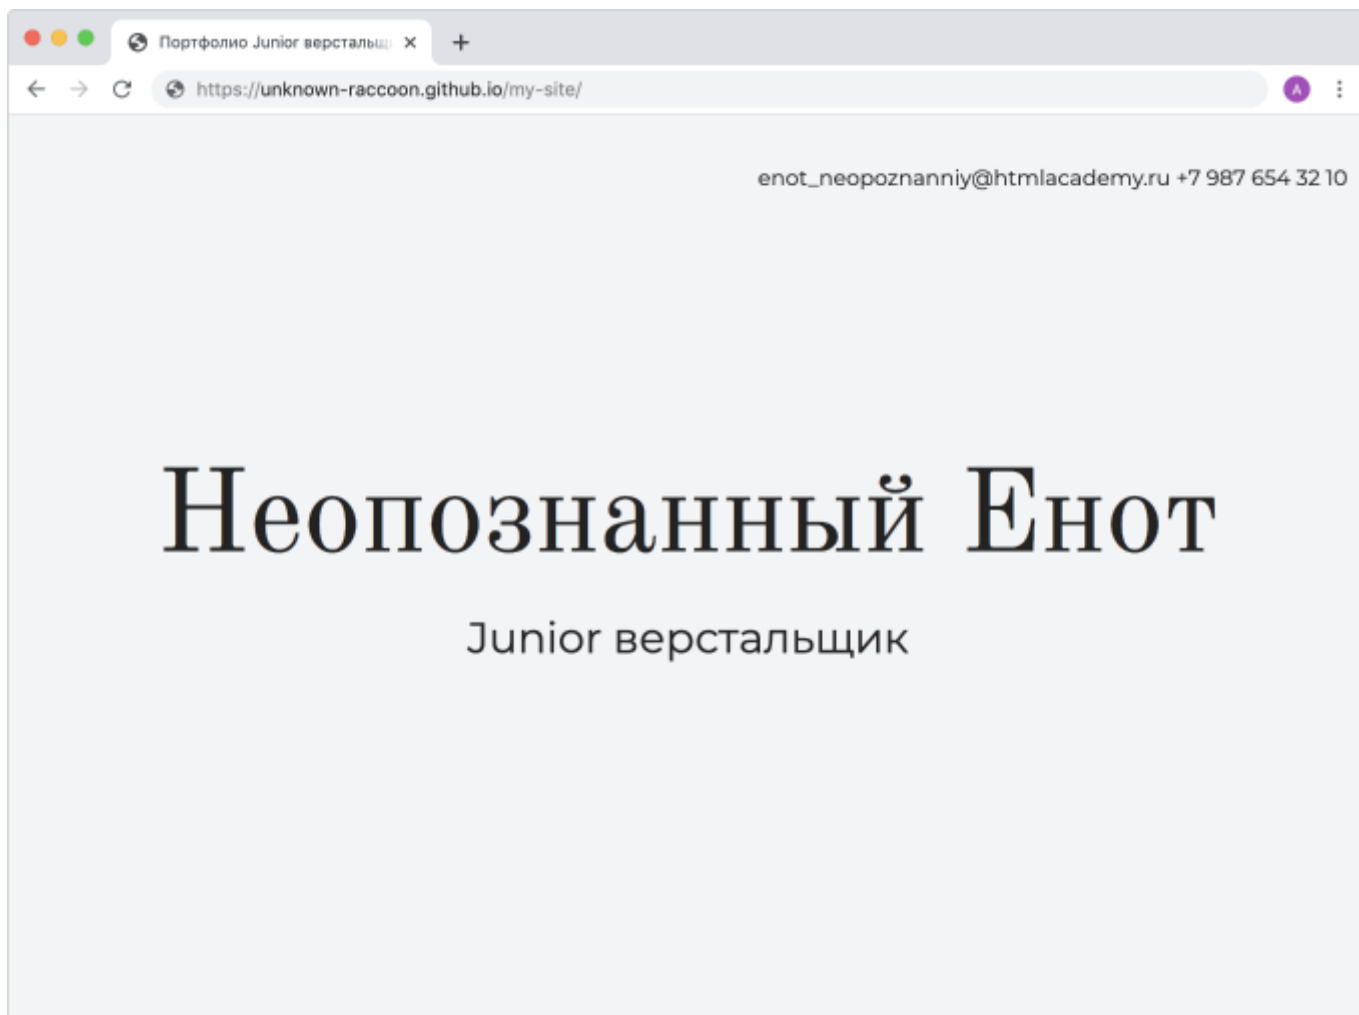 Портфолио Junior верстальщ
https://unknown-raccoon.github.io/my-site/
A
enot_neopoznanniy@htmlacademy.ru +7 987 654 32 10
Неопознанный Енот
Junior верстальщик